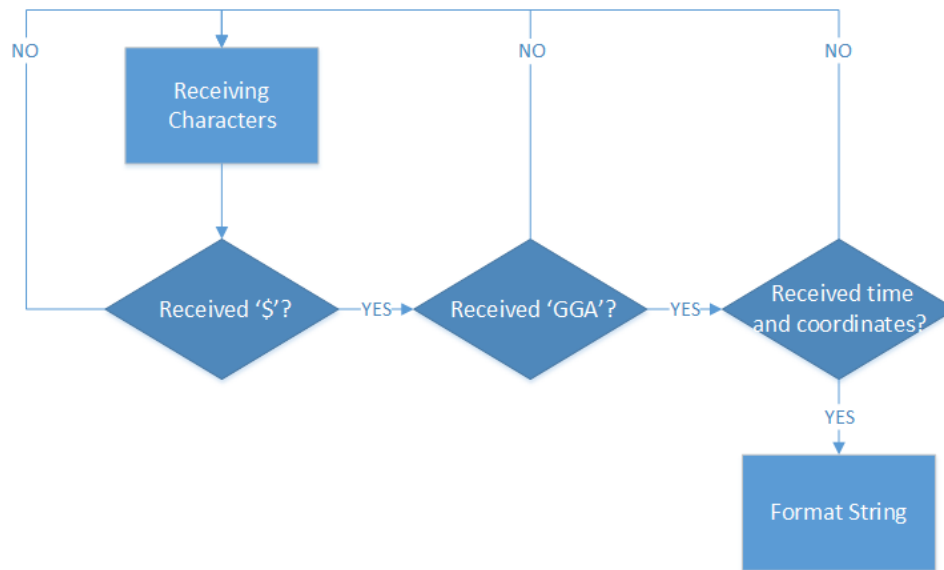 NO
NO
NO
Receiving
Characters
Received ‘$’?
YES
Received ‘GGA’?
YES
Received time
and coordinates?
YES
Format String